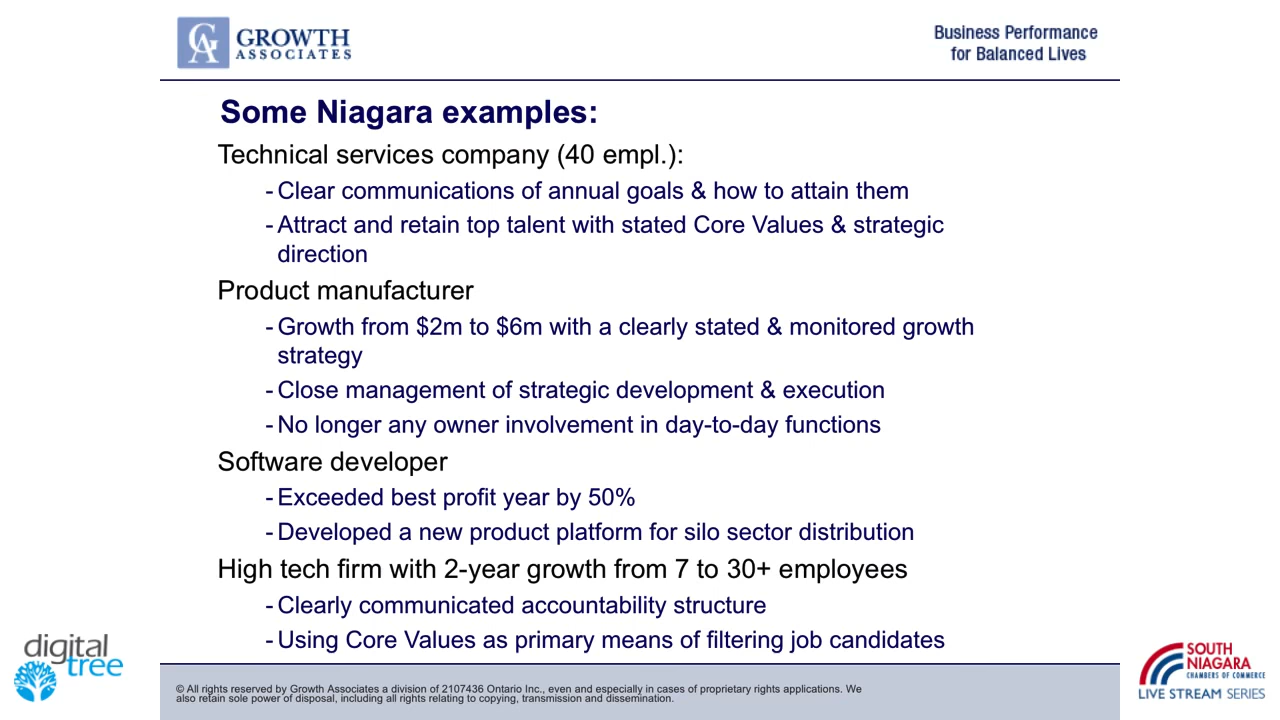 GA GROWTH
ASSOCIATES
Business Performance
for Balanced Lives
Some Niagara examples:
Technical services company (40 empl.):
- Clear communications of annual goals & how to attain them
- Attract and retain top talent with stated Core Values & strategic
direction
Product manufacturer
- Growth from $2m to $6m with a clearly stated & monitored growth
strategy
- Close management of strategic development & execution
- No longer any owner involvement in day-to-day functions
Software developer
- Exceeded best profit year by 50%
- Developed a new product platform for silo sector distribution
High tech firm with 2-year growth from 7 to 30+ employees
- Clearly communicated accountability structure
- Using Core Values as primary means of filtering job candidates
digital
tree
© All rights reserved by Growth Associates a division of 2107436 Ontario Inc., even and especially in cases of proprietary rights applications. We
also retain sole power of disposal, including all rights relating to copying, transmission and dissemination.
SOUTH
NIAGARA
CHAMBERS OF COMMERCE
LIVE STREAM SERIES